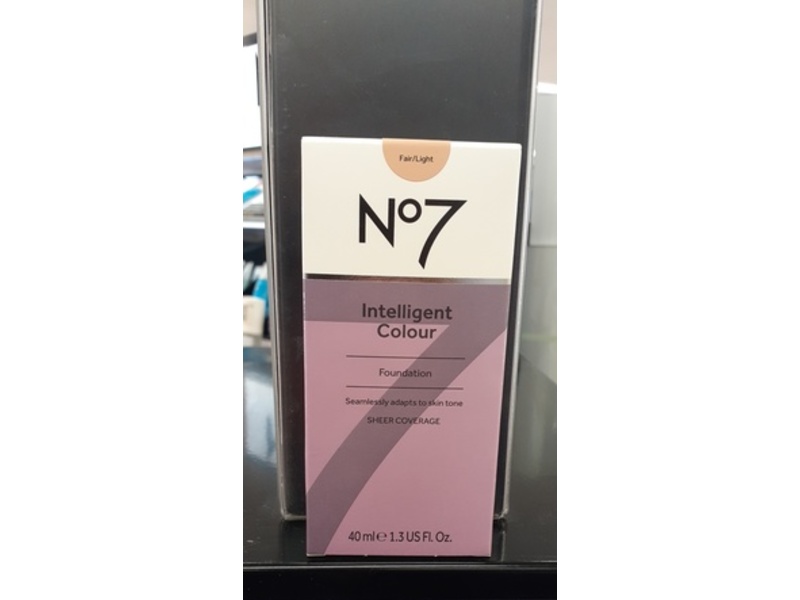 Fair/Light
No7
Intelligent
Colour
Foundation
Seamlessly adapts to skin tone
SHEER COVERAGE
40 ml℮ 1.3 US Fl. Oz.